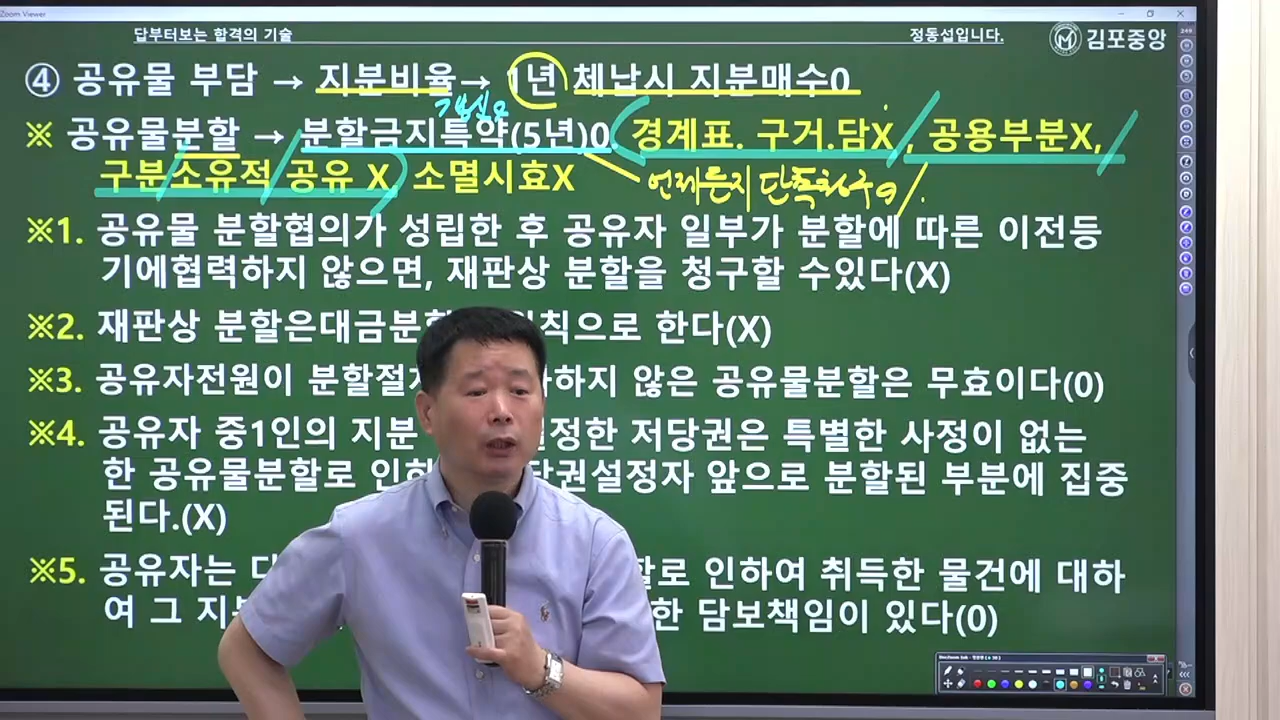 Zoom Viewer
답부터보는 합격의 기술
정동섭입니다.
김포중앙
④ 공유물 부담 → 지분비율 → 1년 체납시 지분매수0
갱신0
※ 공유물분할 → 분할금지특약(5년)0, 경계표. 구거.담X, 공용부분X,
구분소유적 공유 X, 소멸시효X
언제든지 단독청구0
※1. 공유물 분할협의가 성립한 후 공유자 일부가 분할에 따른 이전등
기에협력하지 않으면, 재판상 분할을 청구할 수있다(X)
※2. 재판상 분할은대금분할 원칙으로 한다(X)
※3. 공유자전원이 분할절 하지 않은 공유물분할은 무효이다(0)
※4. 공유자 중1인의 지분 정한 저당권은 특별한 사정이 없는
한 공유물분할로 인하 당권설정자 앞으로 분할된 부분에 집중
된다.(X)
※5. 공유자는 다 할로 인하여 취득한 물건에 대하
여 그 지분 한 담보책임이 있다(0)